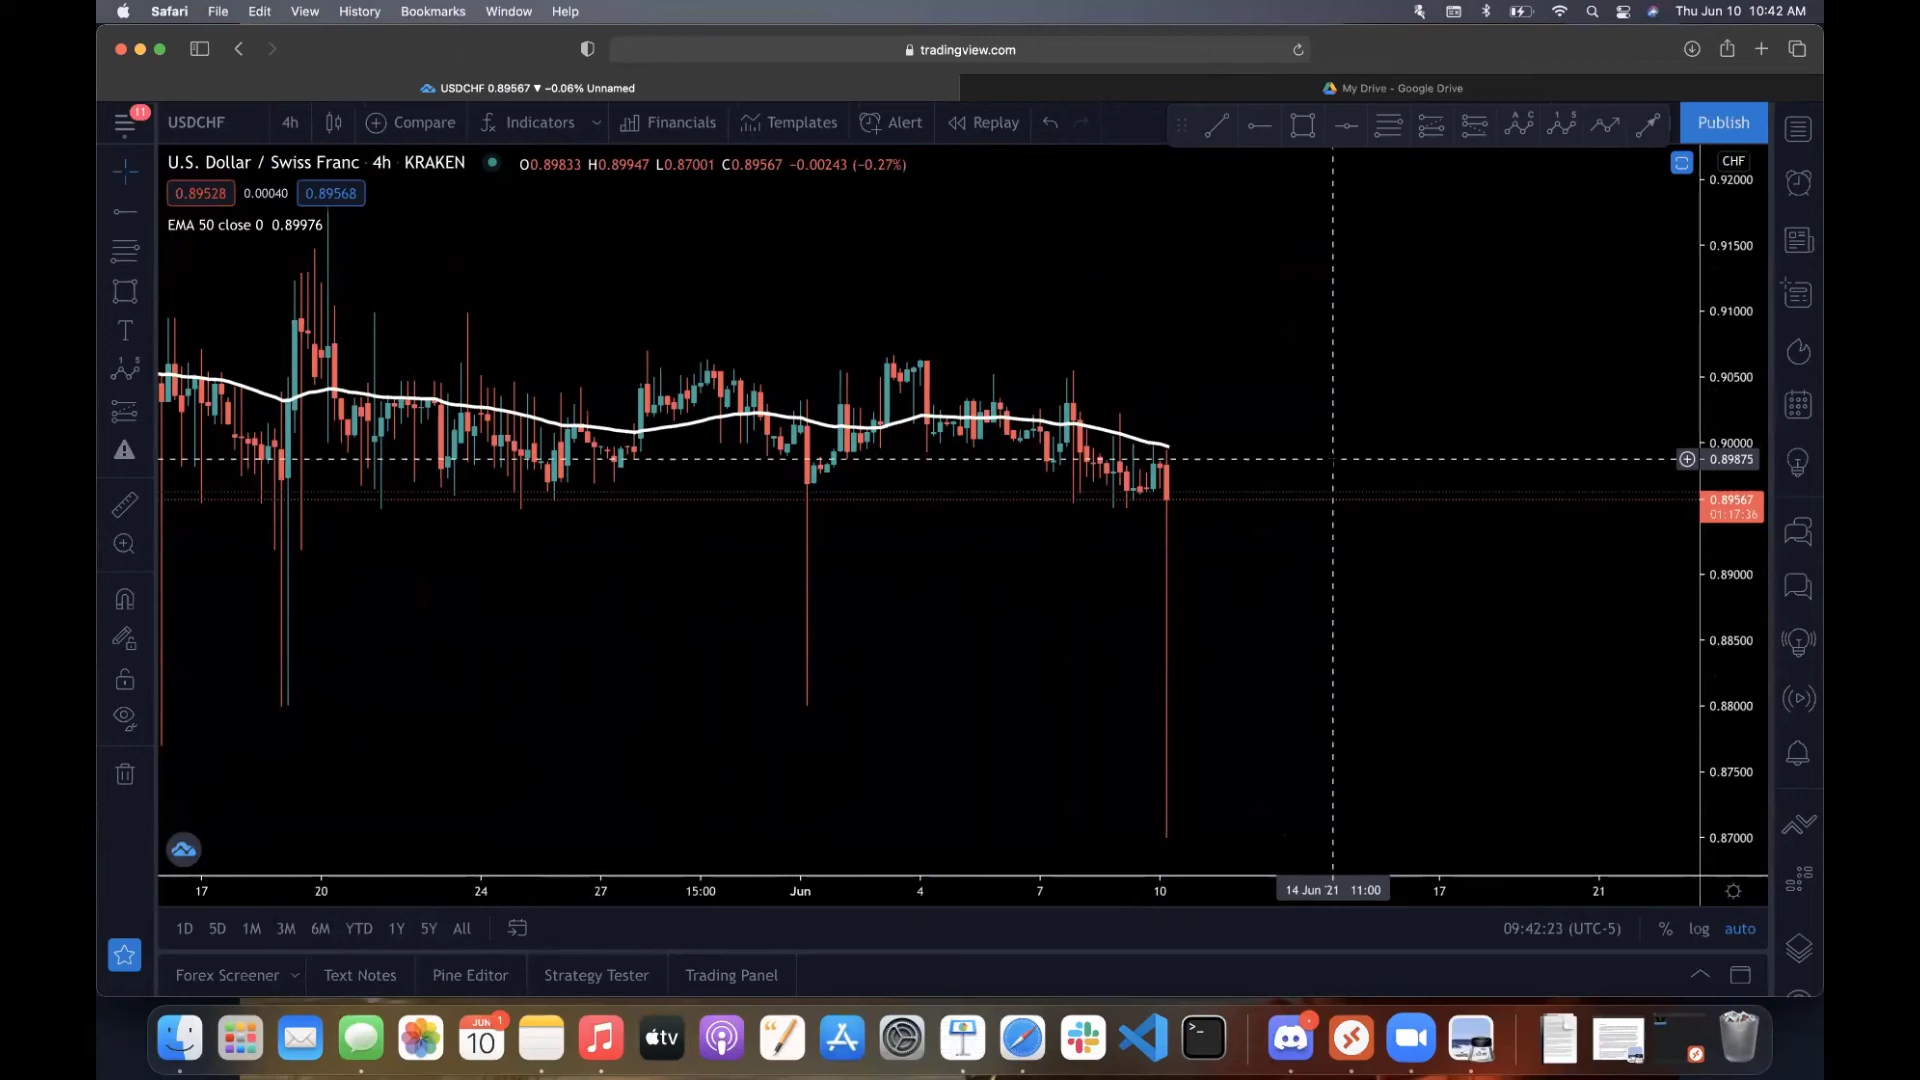 Safari File Edit View History Bookmarks Window Help Thu Jun 10 10:42 AM
tradingview.com
USDCHF 0.89567 ▼ −0.06% Unnamed My Drive - Google Drive
11
USDCHF 4h Compare Indicators Financials Templates Alert Replay Publish
U.S. Dollar / Swiss Franc · 4h · KRAKEN O0.89833 H0.89947 L0.87001 C0.89567 −0.00243 (−0.27%)
CHF
0.89528 0.00040 0.89568
EMA 50 close 0 0.89976
0.92000
0.91500
0.91000
0.90500
0.90000
0.89875
0.89567
01:17:36
0.89000
0.88500
0.88000
0.87500
0.87000
17 20 24 27 15:00 Jun 4 7 10 14 Jun '21 11:00 17 21
1D 5D 1M 3M 6M YTD 1Y 5Y All 09:42:23 (UTC-5) % log auto
Forex Screener Text Notes Pine Editor Strategy Tester Trading Panel
JUN 1
10
tv